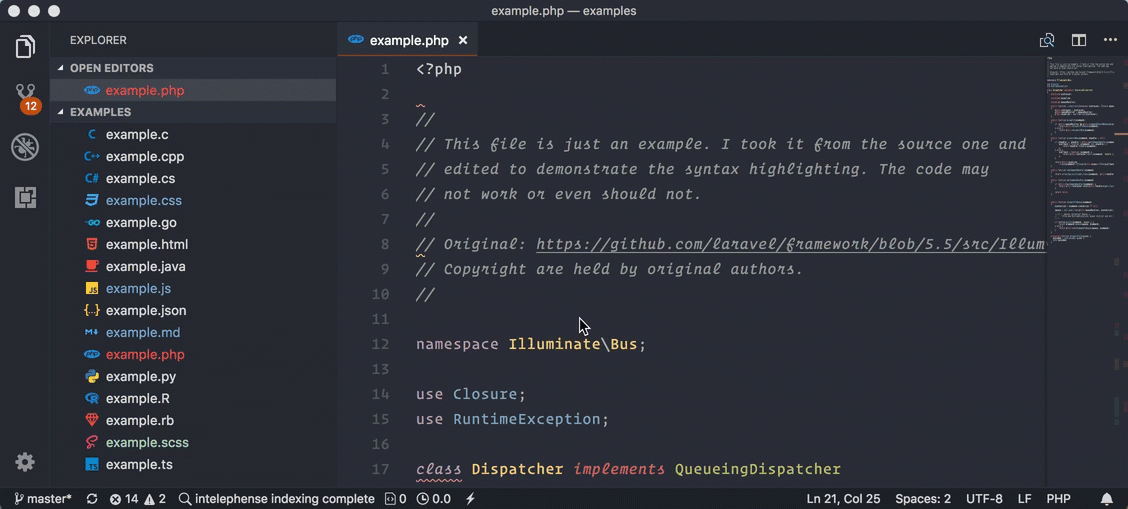 example.php — examples
EXPLORER
OPEN EDITORS
example.php
EXAMPLES
example.c
example.cpp
example.cs
example.css
example.go
example.html
example.java
example.js
example.json
example.md
example.php
example.py
example.R
example.rb
example.scss
example.ts
12
example.php
1 <?php
2
3 //
4 // This file is just an example. I took it from the source one and
5 // edited to demonstrate the syntax highlighting. The code may
6 // not work or even should not.
7 //
8 // Original: https://github.com/laravel/framework/blob/5.5/src/Illum
9 // Copyright are held by original authors.
10 //
11
12 namespace Illuminate\Bus;
13
14 use Closure;
15 use RuntimeException;
16
17 class Dispatcher implements QueueingDispatcher
master* 14 2 intelephense indexing complete 0 0.0 Ln 21, Col 25 Spaces: 2 UTF-8 LF PHP